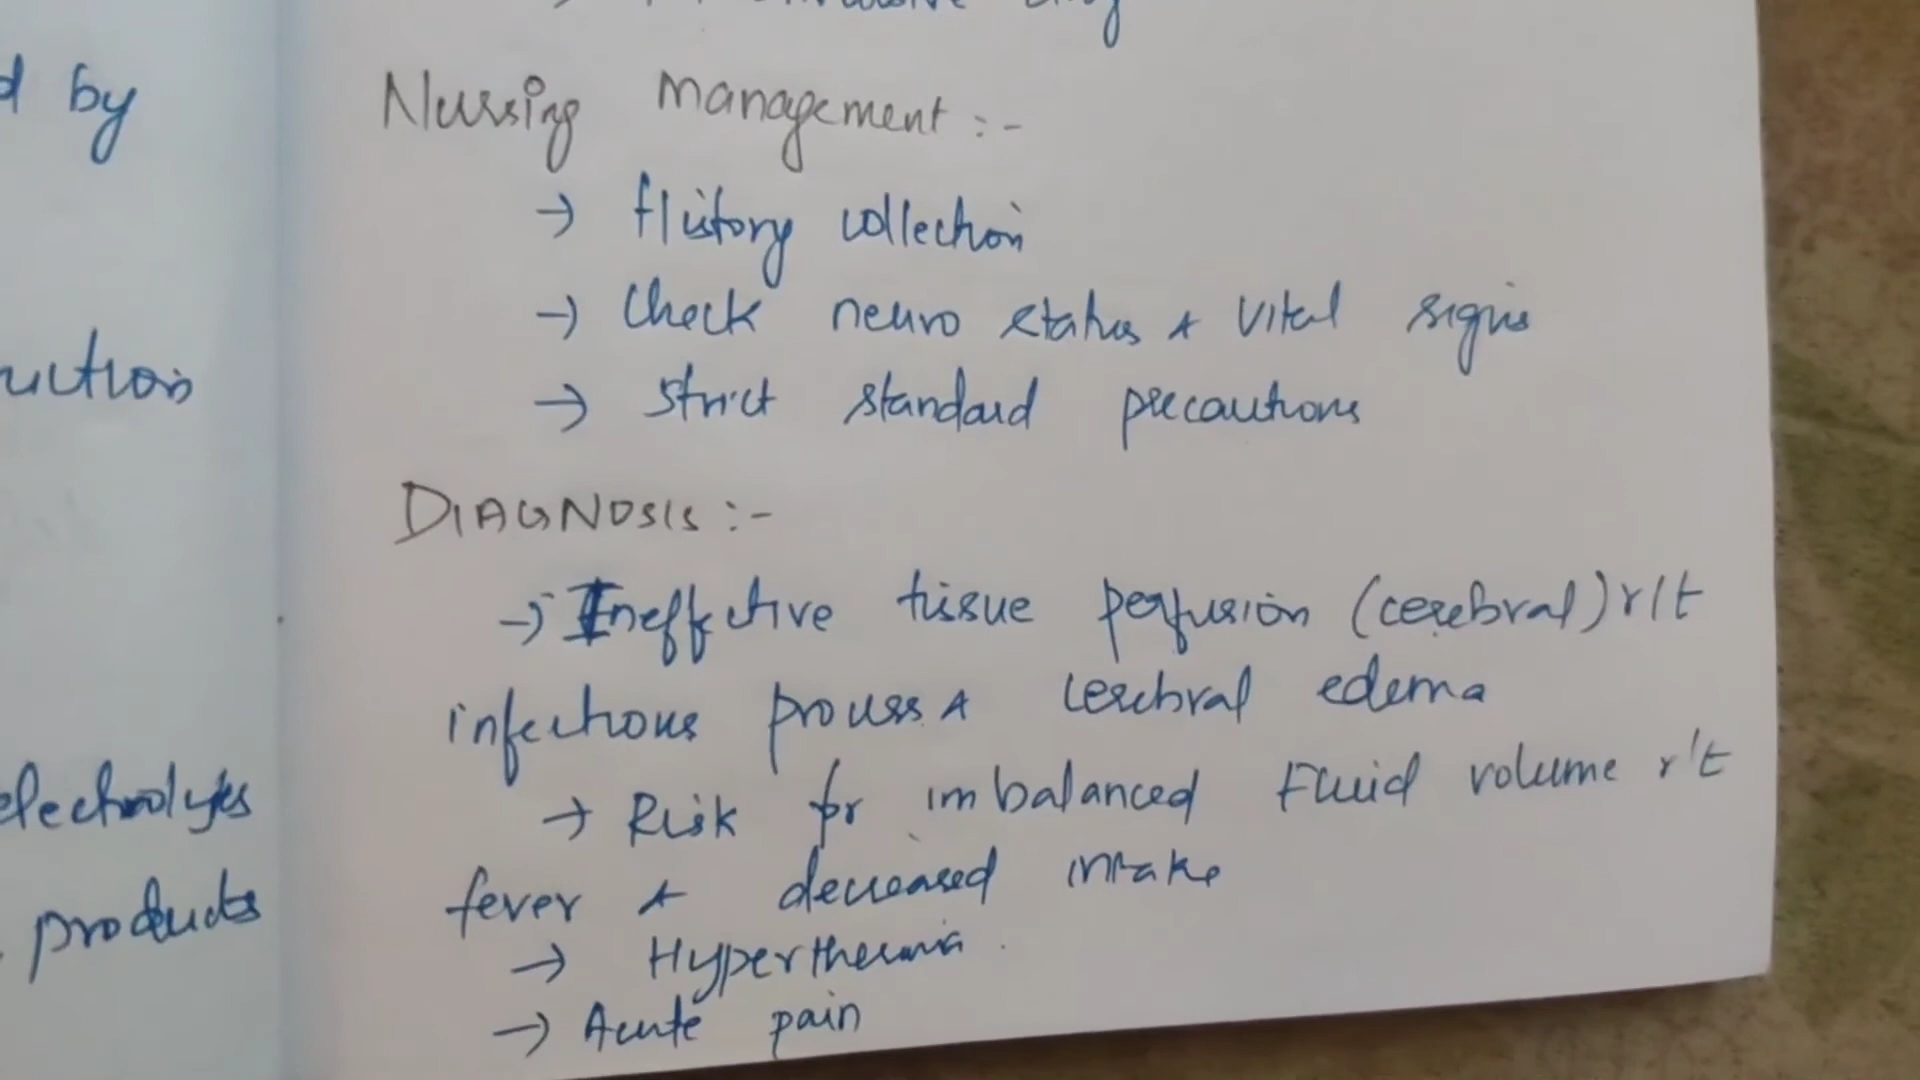 d by
uction
electrolytes
products
Nursing management :-
→ History collection
→ Check neuro status & vital signs
→ strict standard precautions
DIAGNOSIS :-
→ Ineffective tissue perfusion (cerebral) r/t
infectious process & cerebral edema
→ Risk for imbalanced Fluid volume r/t
fever & decreased intake
→ Hyperthermia.
→ Acute pain